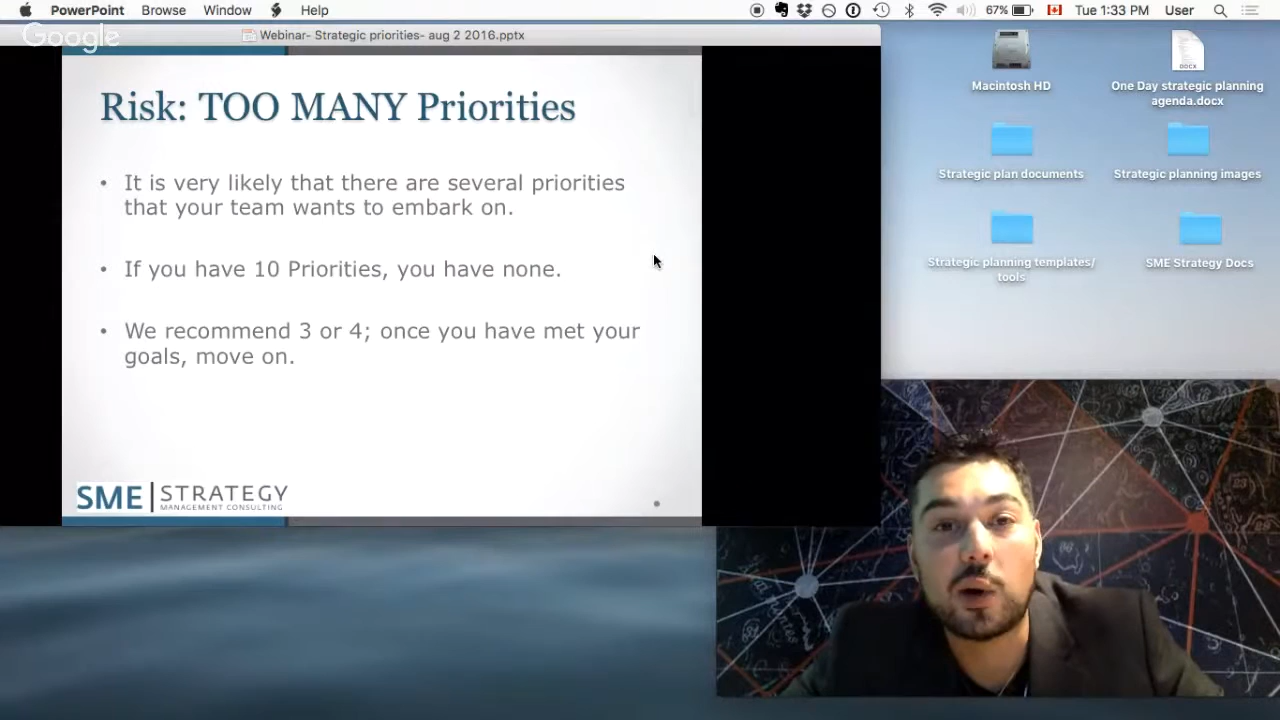 PowerPoint Browse Window Help
67% Tue 1:33 PM User
Google
Webinar- Strategic priorities- aug 2 2016.pptx
Risk: TOO MANY Priorities
• It is very likely that there are several priorities
that your team wants to embark on.
• If you have 10 Priorities, you have none.
• We recommend 3 or 4; once you have met your
goals, move on.
SME | STRATEGY
MANAGEMENT CONSULTING
Macintosh HD
DOCX
One Day strategic planning
agenda.docx
Strategic plan documents
Strategic planning images
Strategic planning templates/
tools
SME Strategy Docs